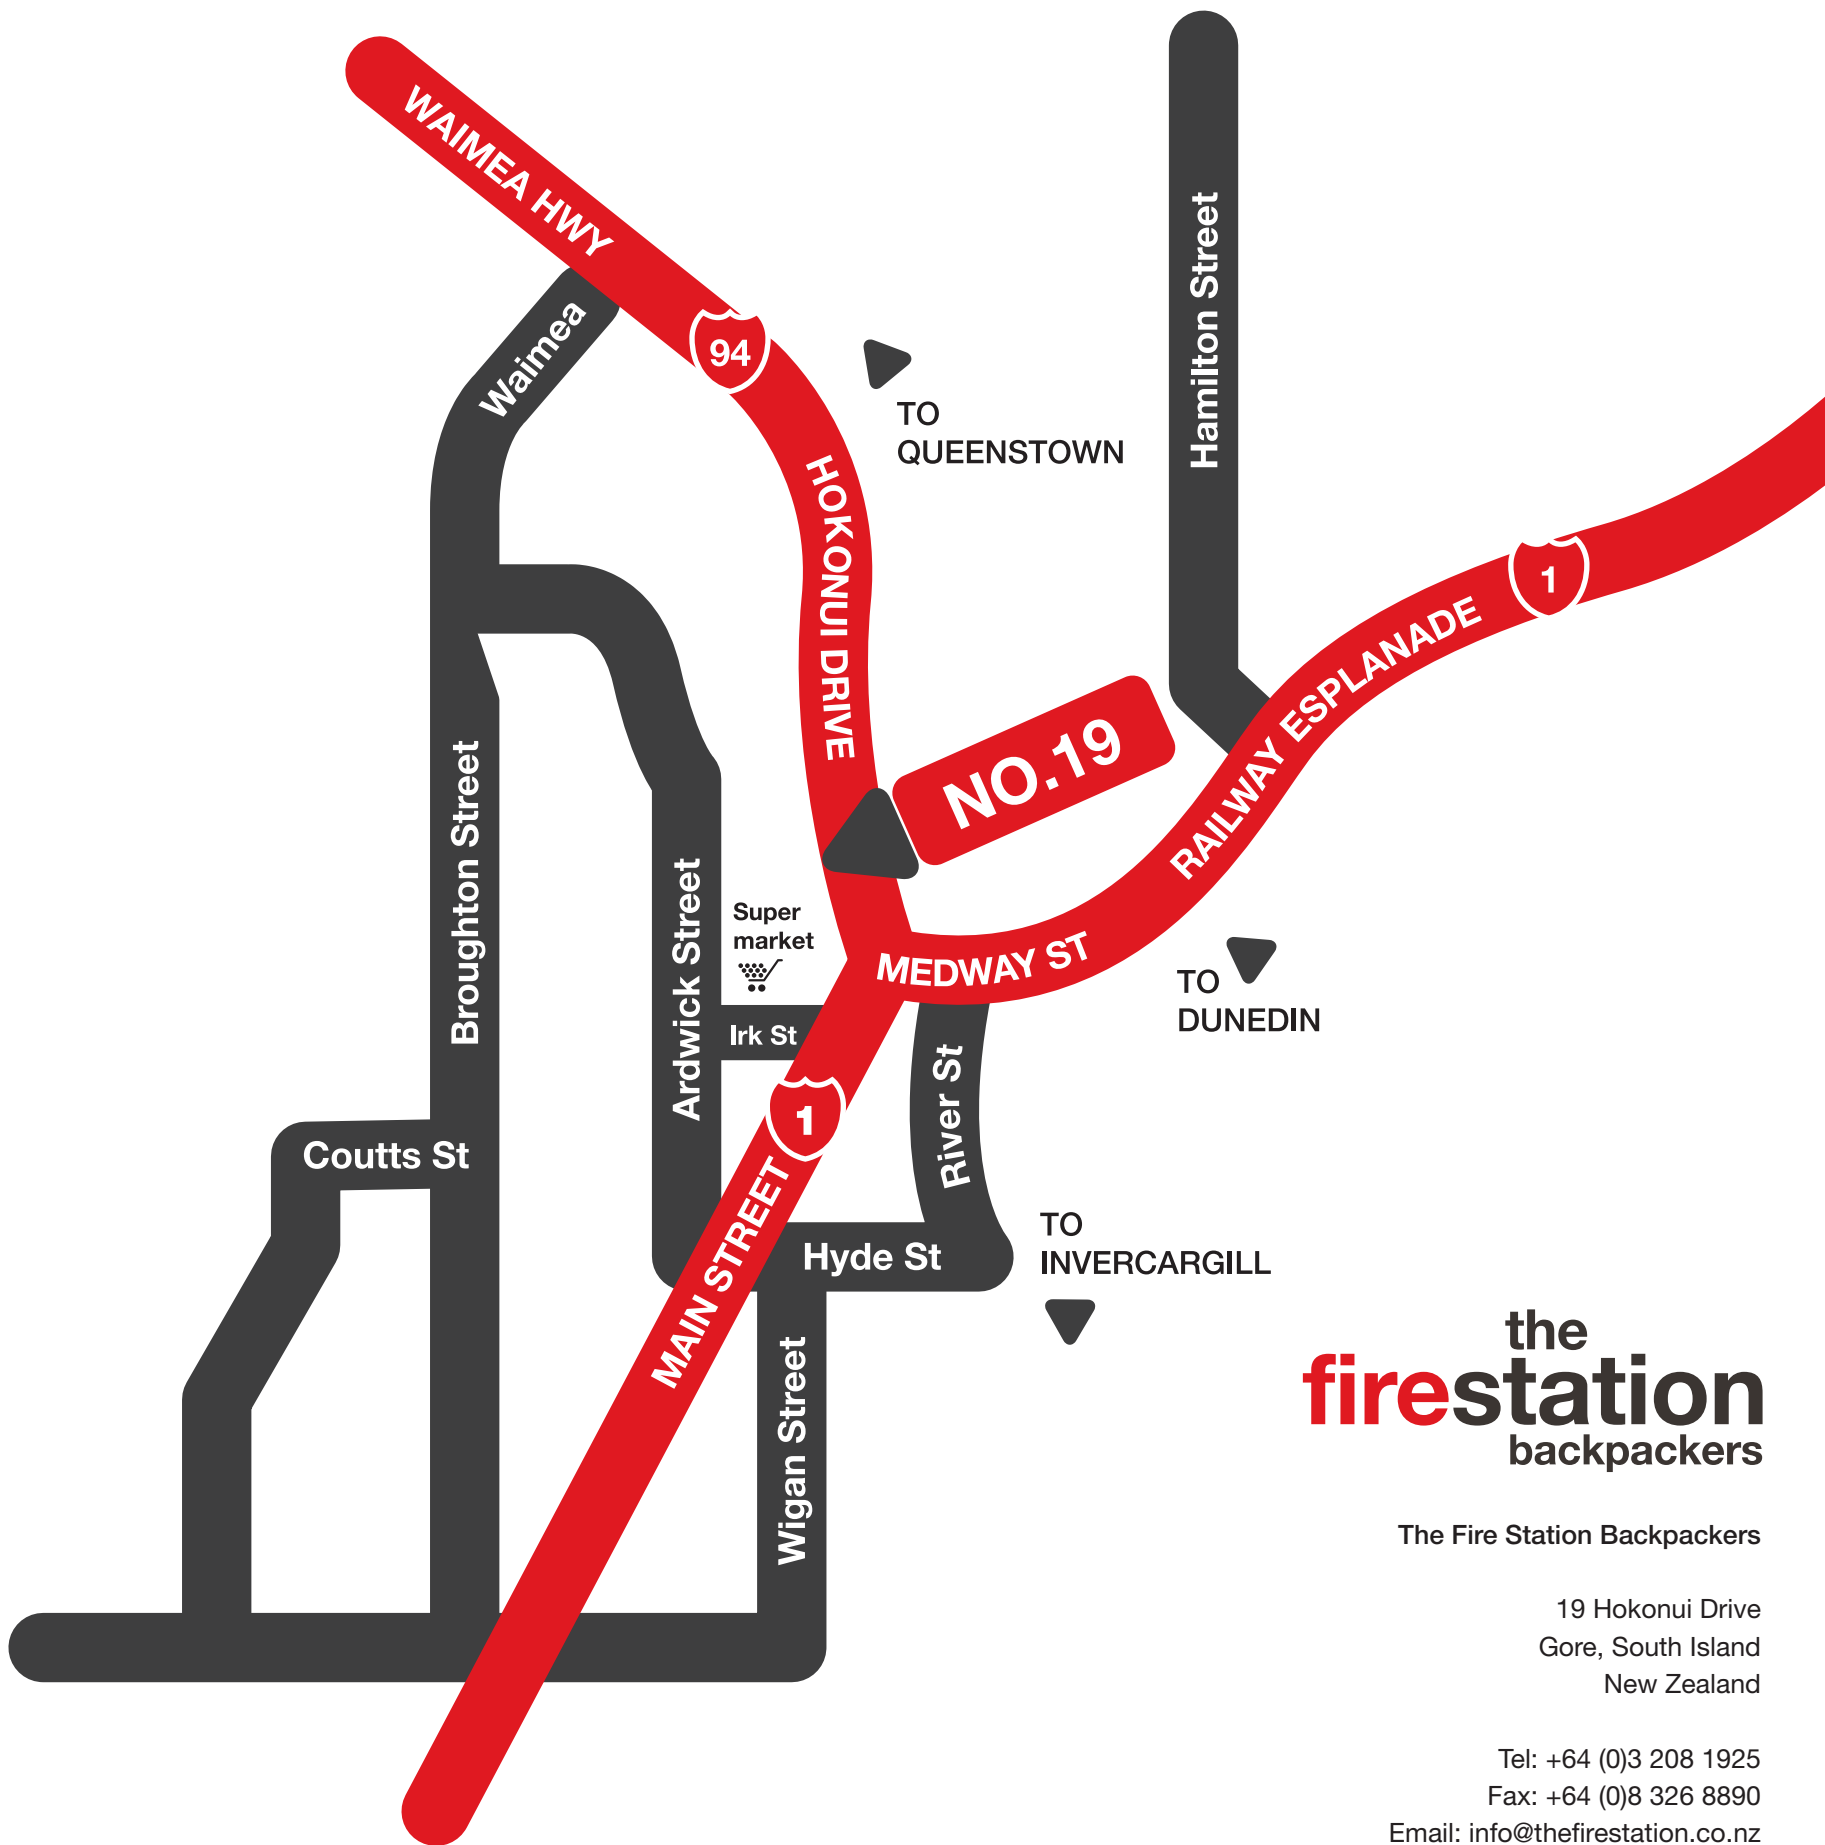 WAIMEA HWY
Waimea
94
TO
QUEENSTOWN
Hamilton Street
HOKONUI DRIVE
1
RAILWAY ESPLANADE
NO.19
Broughton Street
Ardwick Street
Super
market
MEDWAY ST
TO
DUNEDIN
Irk St
River St
1
Coutts St
MAIN STREET
Hyde St
TO
INVERCARGILL
Wigan Street
the
firestation
backpackers
The Fire Station Backpackers
19 Hokonui Drive
Gore, South Island
New Zealand
Tel: +64 (0)3 208 1925
Fax: +64 (0)8 326 8890
Email: info@thefirestation.co.nz